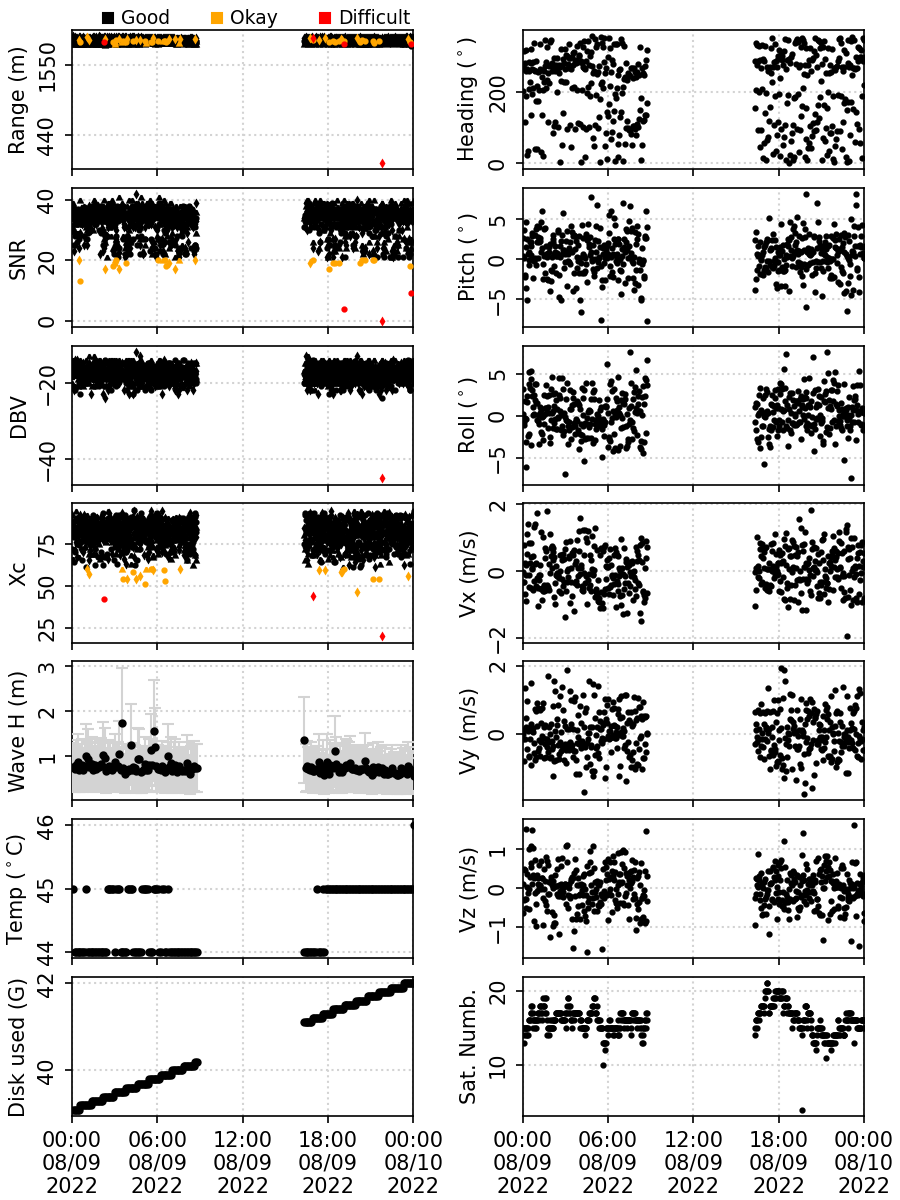 Good Okay Difficult
Range (m)
1550
440
Heading (°)
200
0
SNR
40
20
0
Pitch (°)
5
0
−5
DBV
−20
−40
Roll (°)
5
0
−5
Xc
75
50
25
Vx (m/s)
2
0
−2
Wave H (m)
3
2
1
Vy (m/s)
2
0
Temp (°C)
46
45
44
Vz (m/s)
1
0
−1
Disk used (G)
42
40
Sat. Numb.
20
10
00:00 06:00 12:00 18:00 00:00 00:00 06:00 12:00 18:00 00:00
08/09 08/09 08/09 08/09 08/10 08/09 08/09 08/09 08/09 08/10
2022 2022 2022 2022 2022 2022 2022 2022 2022 2022